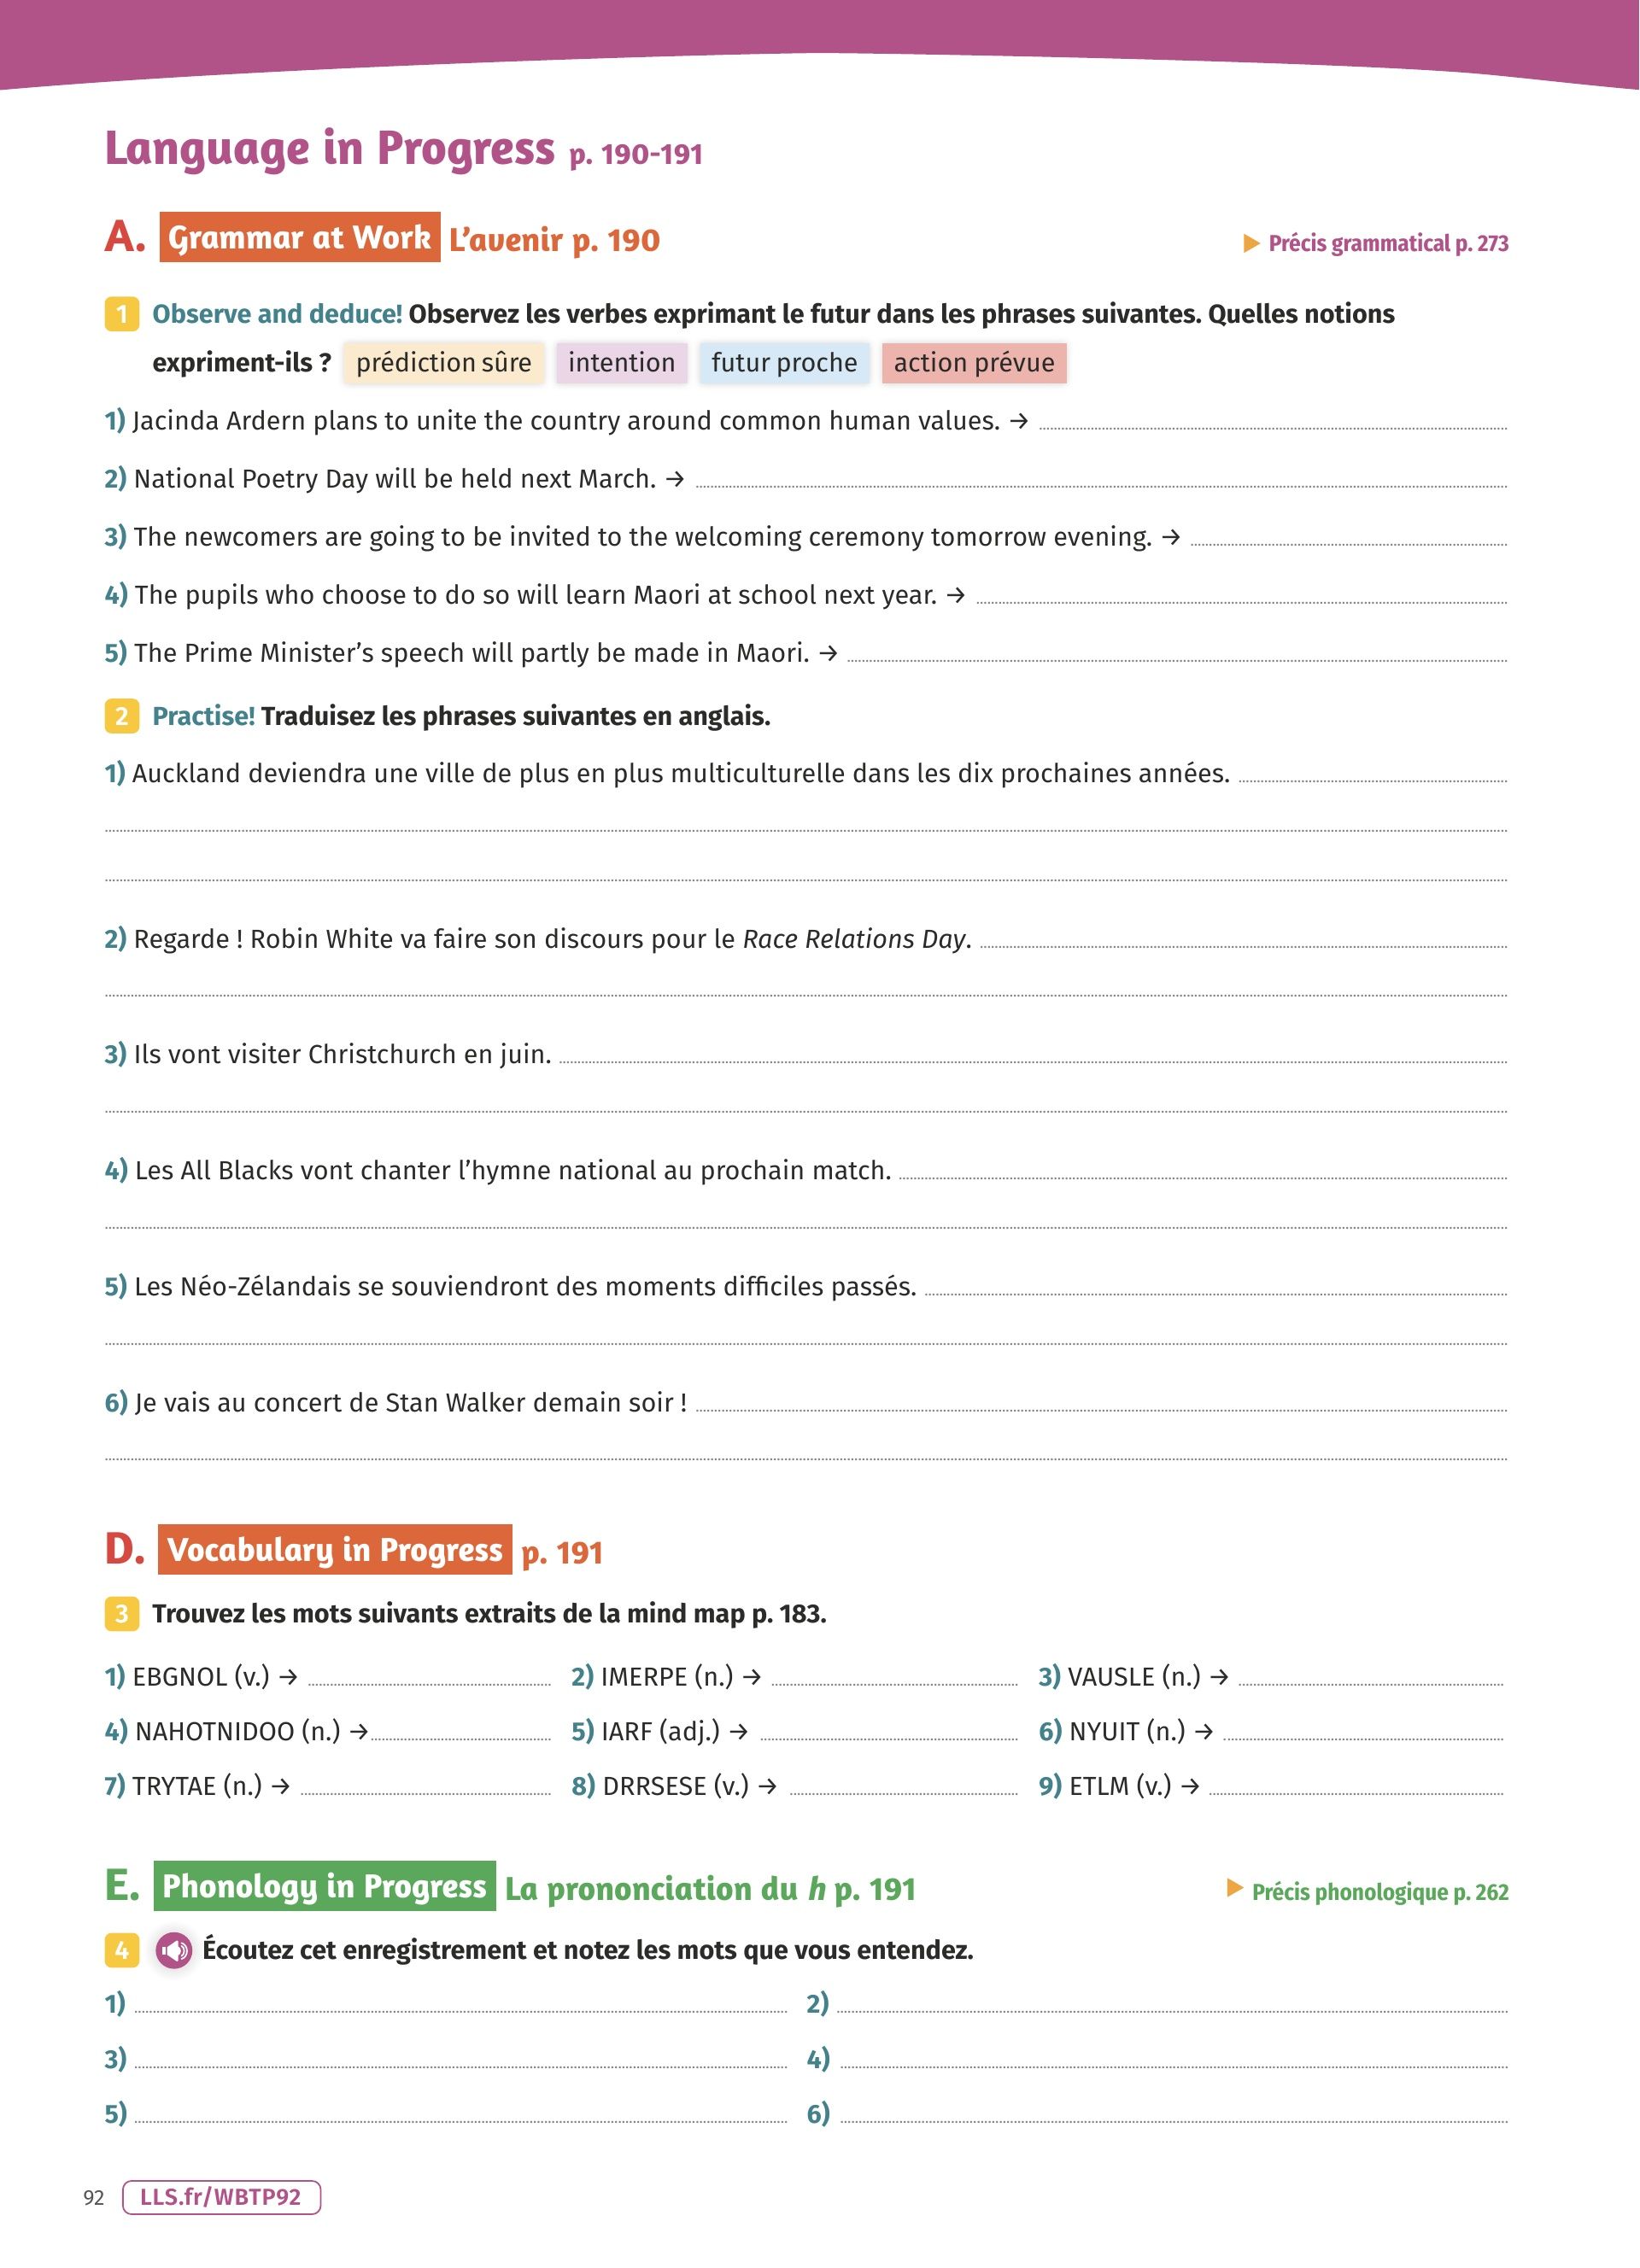 Language in Progress p. 190-191
A. Grammar at Work L’avenir p. 190 ▶ Précis grammatical p. 273
1 Observe and deduce! Observez les verbes exprimant le futur dans les phrases suivantes. Quelles notions
expriment-ils ? prédiction sûre intention futur proche action prévue
1) Jacinda Ardern plans to unite the country around common human values. →
2) National Poetry Day will be held next March. →
3) The newcomers are going to be invited to the welcoming ceremony tomorrow evening. →
4) The pupils who choose to do so will learn Maori at school next year. →
5) The Prime Minister’s speech will partly be made in Maori. →
2 Practise! Traduisez les phrases suivantes en anglais.
1) Auckland deviendra une ville de plus en plus multiculturelle dans les dix prochaines années.
2) Regarde ! Robin White va faire son discours pour le Race Relations Day.
3) Ils vont visiter Christchurch en juin.
4) Les All Blacks vont chanter l’hymne national au prochain match.
5) Les Néo-Zélandais se souviendront des moments difficiles passés.
6) Je vais au concert de Stan Walker demain soir !
D. Vocabulary in Progress p. 191
3 Trouvez les mots suivants extraits de la mind map p. 183.
1) EBGNOL (v.) → 2) IMERPE (n.) → 3) VAUSLE (n.) →
4) NAHOTNIDOO (n.) → 5) IARF (adj.) → 6) NYUIT (n.) →
7) TRYTAE (n.) → 8) DRRSESE (v.) → 9) ETLM (v.) →
E. Phonology in Progress La prononciation du h p. 191 ▶ Précis phonologique p. 262
4 Écoutez cet enregistrement et notez les mots que vous entendez.
1) 2)
3) 4)
5) 6)
92 LLS.fr/WBTP92